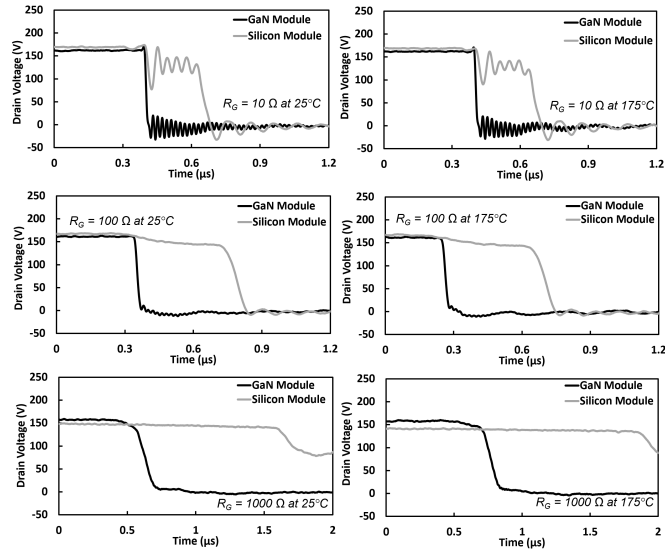 GaN Module
Silicon Module
250
200
150
100
50
0
-50
Drain Voltage (V)
R_G = 10 Ω at 25°C
0
0.3
0.6
0.9
1.2
Time (µs)
GaN Module
Silicon Module
250
200
150
100
50
0
-50
Drain Voltage (V)
R_G = 10 Ω at 175°C
0
0.3
0.6
0.9
1.2
Time (µs)
GaN Module
Silicon Module
R_G = 100 Ω at 25°C
250
200
150
100
50
0
-50
Drain Voltage (V)
0
0.3
0.6
0.9
1.2
Time (µs)
GaN Module
Silicon Module
R_G = 100 Ω at 175°C
250
200
150
100
50
0
-50
Drain Voltage (V)
0
0.3
0.6
0.9
1.2
Time (µs)
GaN Module
Silicon Module
250
200
150
100
50
0
-50
Drain Voltage (V)
R_G = 1000 Ω at 25°C
0
0.5
1
1.5
2
Time (µs)
GaN Module
Silicon Module
250
200
150
100
50
0
-50
Drain Voltage (V)
R_G = 1000 Ω at 175°C
0
0.5
1
1.5
2
Time (µs)